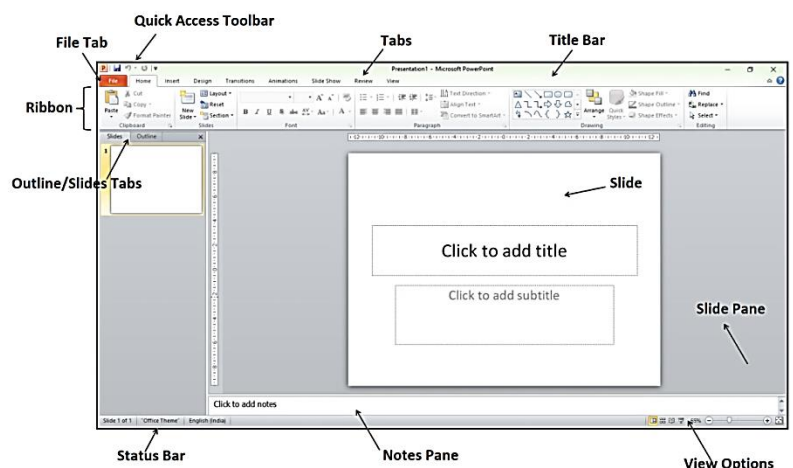 Quick Access Toolbar
File Tab
Tabs
Title Bar
Presentation1 - Microsoft PowerPoint
File Home Insert Design Transitions Animations Slide Show Review View
Ribbon
Paste
Cut
Copy
Format Painter
Clipboard
New Slide
Layout
Reset
Section
Slides
B I U S abc AV Aa A
Font
Text Direction
Align Text
Convert to SmartArt
Paragraph
Arrange
Quick Styles
Shape Fill
Shape Outline
Shape Effects
Drawing
Find
Replace
Select
Editing
Slides Outline
1
Outline/Slides Tabs
Slide
Click to add title
Click to add subtitle
Slide Pane
Click to add notes
Slide 1 of 1 "Office Theme" English (India)
Status Bar
Notes Pane
View Options